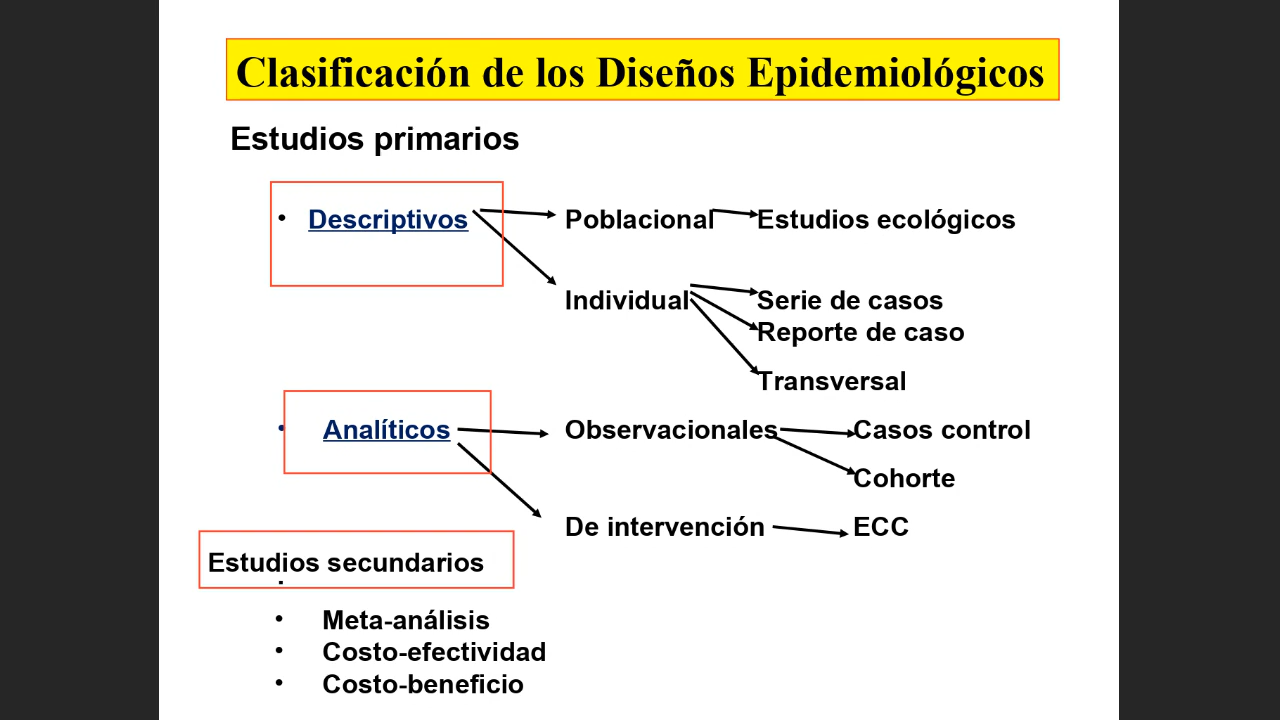 Clasificación de los Diseños Epidemiológicos
Estudios primarios
• Descriptivos Poblacional Estudios ecológicos
Individual Serie de casos
Reporte de caso
Transversal
• Analíticos Observacionales Casos control
Cohorte
De intervención ECC
Estudios secundarios
• Meta-análisis
• Costo-efectividad
• Costo-beneficio